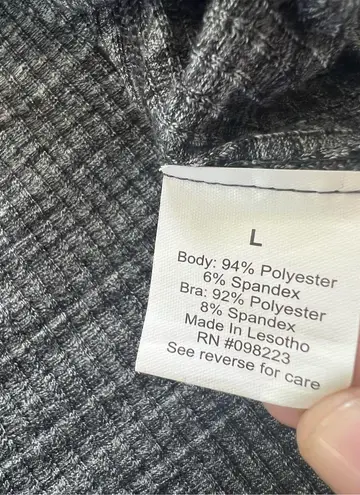 L
Body: 94% Polyester
6% Spandex
Bra: 92% Polyester
8% Spandex
Made In Lesotho
RN #098223
See reverse for care